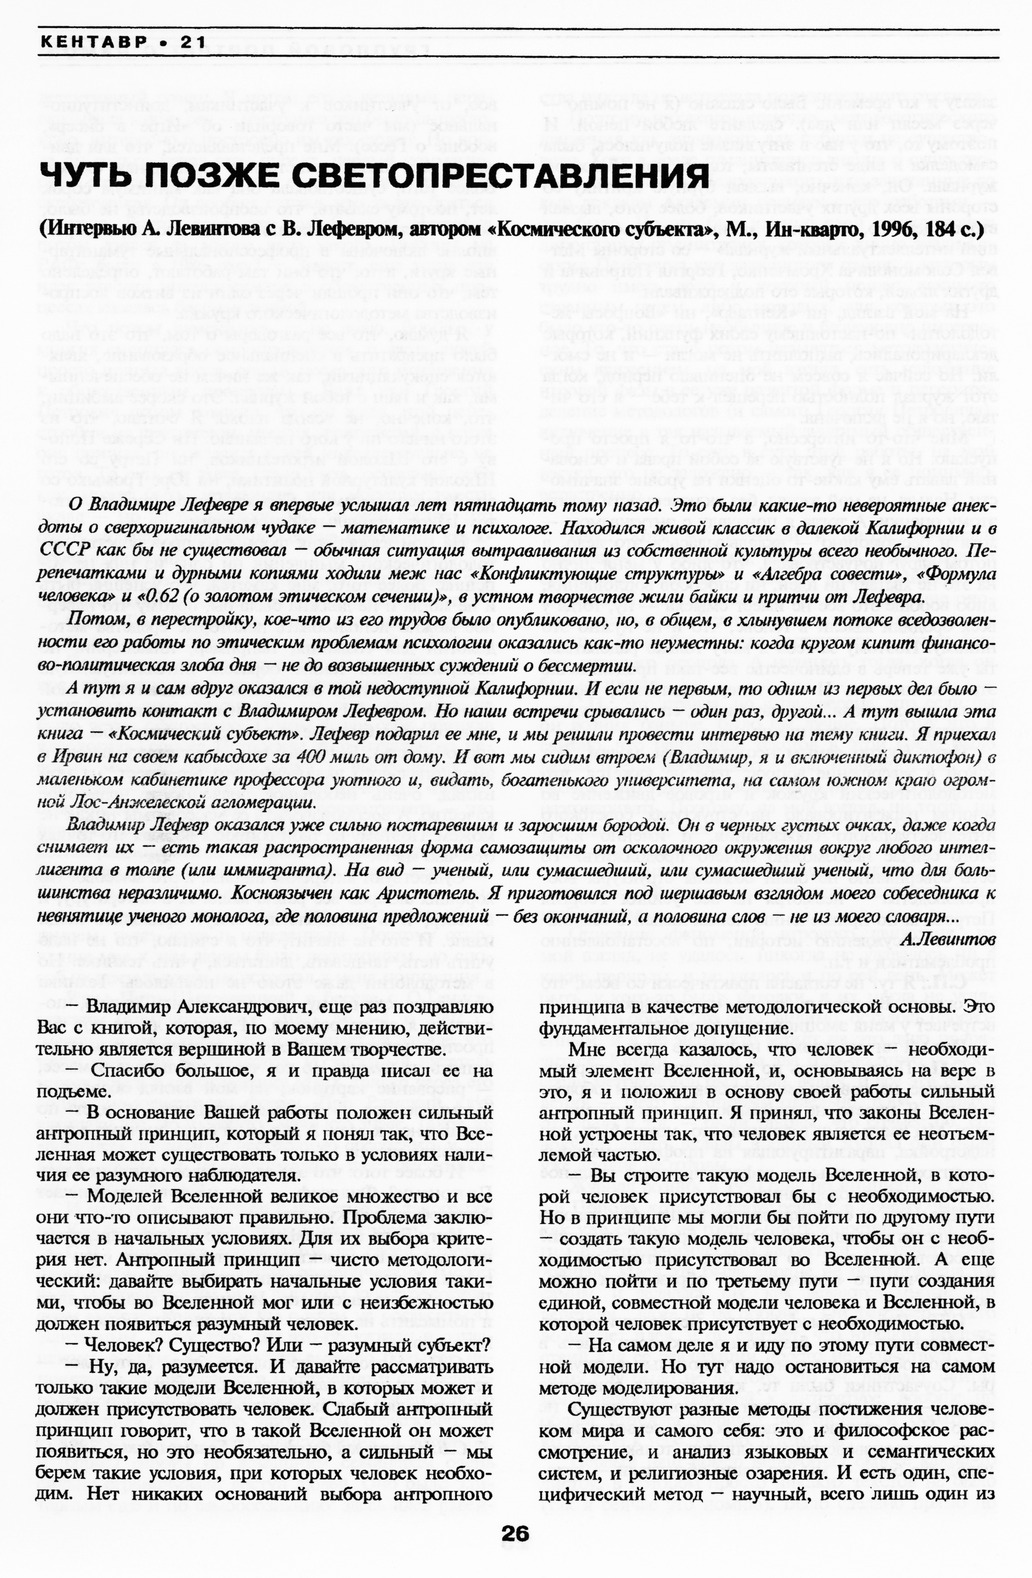 КЕНТАВР • 21
ЧУТЬ ПОЗЖЕ СВЕТОПРЕСТАВЛЕНИЯ
(Интервью А. Левинтова с В. Лефевром, автором «Космического субъекта», М., Ин-кварто, 1996, 184 с.)
О Владимире Лефевре я впервые услышал лет пятнадцать тому назад. Это были какие-то невероятные анек-
доты о сверхоригинальном чудаке — математике и психологе. Находился живой классик в далекой Калифорнии и в
СССР как бы не существовал — обычная ситуация вытравливания из собственной культуры всего необычного. Пе-
репечатками и дурными копиями ходили меж нас «Конфликтующие структуры» и «Алгебра совести», «Формула
человека» и «0.62 (о золотом этическом сечении)», в устном творчестве жили байки и притчи от Лефевра.
Потом, в перестройку, кое-что из его трудов было опубликовано, но, в общем, в хлынувшем потоке вседозволен-
ности его работы по этическим проблемам психологии оказались как-то неуместны: когда кругом кипит финансо-
во-политическая злоба дня — не до возвышенных суждений о бессмертии.
А тут я и сам вдруг оказался в той недоступной Калифорнии. И если не первым, то одним из первых дел было —
установить контакт с Владимиром Лефевром. Но наши встречи срывались — один раз, другой... А тут вышла эта
книга — «Космический субъект». Лефевр подарил ее мне, и мы решили провести интервью на тему книги. Я приехал
в Ирвин на своем кабысдохе за 400 миль от дому. И вот мы сидим втроем (Владимир, я и включенный диктофон) в
маленьком кабинетике профессора уютного и, видать, богатенького университета, на самом южном краю огром-
ной Лос-Анжелеской агломерации.
Владимир Лефевр оказался уже сильно постаревшим и заросшим бородой. Он в черных густых очках, даже когда
снимает их — есть такая распространенная форма самозащиты от осколочного окружения вокруг любого интел-
лигента в толпе (или иммигранта). На вид — ученый, или сумасшедший, или сумасшедший ученый, что для боль-
шинства неразличимо. Косноязычен как Аристотель. Я приготовился под шершавым взглядом моего собеседника к
невнятице ученого монолога, где половина предложений — без окончаний, а половина слов — не из моего словаря...
А.Левинтов
— Владимир Александрович, еще раз поздравляю
Вас с книгой, которая, по моему мнению, действи-
тельно является вершиной в Вашем творчестве.
— Спасибо большое, я и правда писал ее на
подъеме.
— В основание Вашей работы положен сильный
антропный принцип, который я понял так, что Все-
ленная может существовать только в условиях нали-
чия ее разумного наблюдателя.
— Моделей Вселенной великое множество и все
они что-то описывают правильно. Проблема заклю-
чается в начальных условиях. Для их выбора крите-
рия нет. Антропный принцип — чисто методологи-
ческий: давайте выбирать начальные условия таки-
ми, чтобы во Вселенной мог или с неизбежностью
должен появиться разумный человек.
— Человек? Существо? Или — разумный субъект?
— Ну, да, разумеется. И давайте рассматривать
только такие модели Вселенной, в которых может и
должен присутствовать человек. Слабый антропный
принцип говорит, что в такой Вселенной он может
появиться, но это необязательно, а сильный — мы
берем такие условия, при которых человек необхо-
дим. Нет никаких оснований выбора антропного
принципа в качестве методологической основы. Это
фундаментальное допущение.
Мне всегда казалось, что человек — необходи-
мый элемент Вселенной, и, основываясь на вере в
это, я и положил в основу своей работы сильный
антропный принцип. Я принял, что законы Вселен-
ной устроены так, что человек является ее неотъем-
лемой частью.
— Вы строите такую модель Вселенной, в кото-
рой человек присутствовал бы с необходимостью.
Но в принципе мы могли бы пойти по другому пути
— создать такую модель человека, чтобы он с необ-
ходимостью присутствовал во Вселенной. А еще
можно пойти и по третьему пути — пути создания
единой, совместной модели человека и Вселенной, в
которой человек присутствует с необходимостью.
— На самом деле я и иду по этому пути совмест-
ной модели. Но тут надо остановиться на самом
методе моделирования.
Существуют разные методы постижения челове-
ком мира и самого себя: это и философское рас-
смотрение, и анализ языковых и семантических
систем, и религиозные озарения. И есть один, спе-
цифический метод — научный, всего лишь один из
26